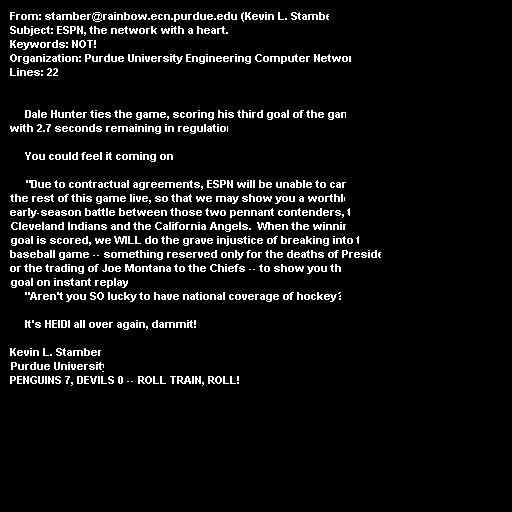 From: stamber@rainbow.ecn.purdue.edu (Kevin L. Stambe
Subject: ESPN, the network with a heart.
Keywords: NOT!
Organization: Purdue University Engineering Computer Networ
Lines: 22
Dale Hunter ties the game, scoring his third goal of the gam
with 2.7 seconds remaining in regulation
You could feel it coming on
"Due to contractual agreements, ESPN will be unable to car
the rest of this game live, so that we may show you a worthl
early-season battle between those two pennant contenders, t
Cleveland Indians and the California Angels. When the winnin
goal is scored, we WILL do the grave injustice of breaking into t
baseball game -- something reserved only for the deaths of Preside
or the trading of Joe Montana to the Chiefs -- to show you th
goal on instant replay
"Aren't you SO lucky to have national coverage of hockey?
It's HEIDI all over again, dammit!
Kevin L. Stamber
Purdue University
PENGUINS 7, DEVILS 0 -- ROLL TRAIN, ROLL!